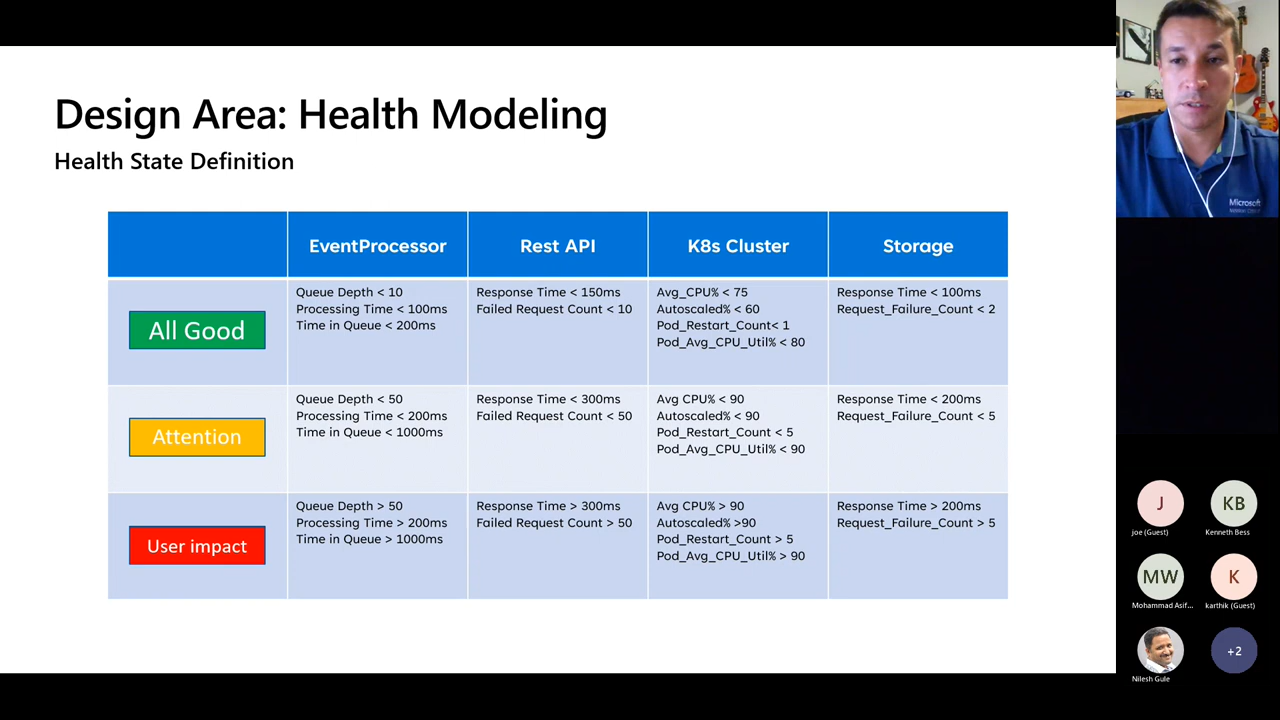 Design Area: Health Modeling
Health State Definition
EventProcessor
Rest API
K8s Cluster
Storage
All Good
Queue Depth < 10
Processing Time < 100ms
Time in Queue < 200ms
Response Time < 150ms
Failed Request Count < 10
Avg_CPU% < 75
Autoscaled% < 60
Pod_Restart_Count< 1
Pod_Avg_CPU_Util% < 80
Response Time < 100ms
Request_Failure_Count < 2
Attention
Queue Depth < 50
Processing Time < 200ms
Time in Queue < 1000ms
Response Time < 300ms
Failed Request Count < 50
Avg CPU% < 90
Autoscaled% < 90
Pod_Restart_Count < 5
Pod_Avg_CPU_Util% < 90
Response Time < 200ms
Request_Failure_Count < 5
User impact
Queue Depth > 50
Processing Time > 200ms
Time in Queue > 1000ms
Response Time > 300ms
Failed Request Count > 50
Avg CPU% > 90
Autoscaled% >90
Pod_Restart_Count > 5
Pod_Avg_CPU_Util% > 90
Response Time > 200ms
Request_Failure_Count > 5
Microsoft
J
joe (Guest)
KB
Kenneth Bess
MW
Mohammad Asif...
K
karthik (Guest)
Nilesh Gule
+2